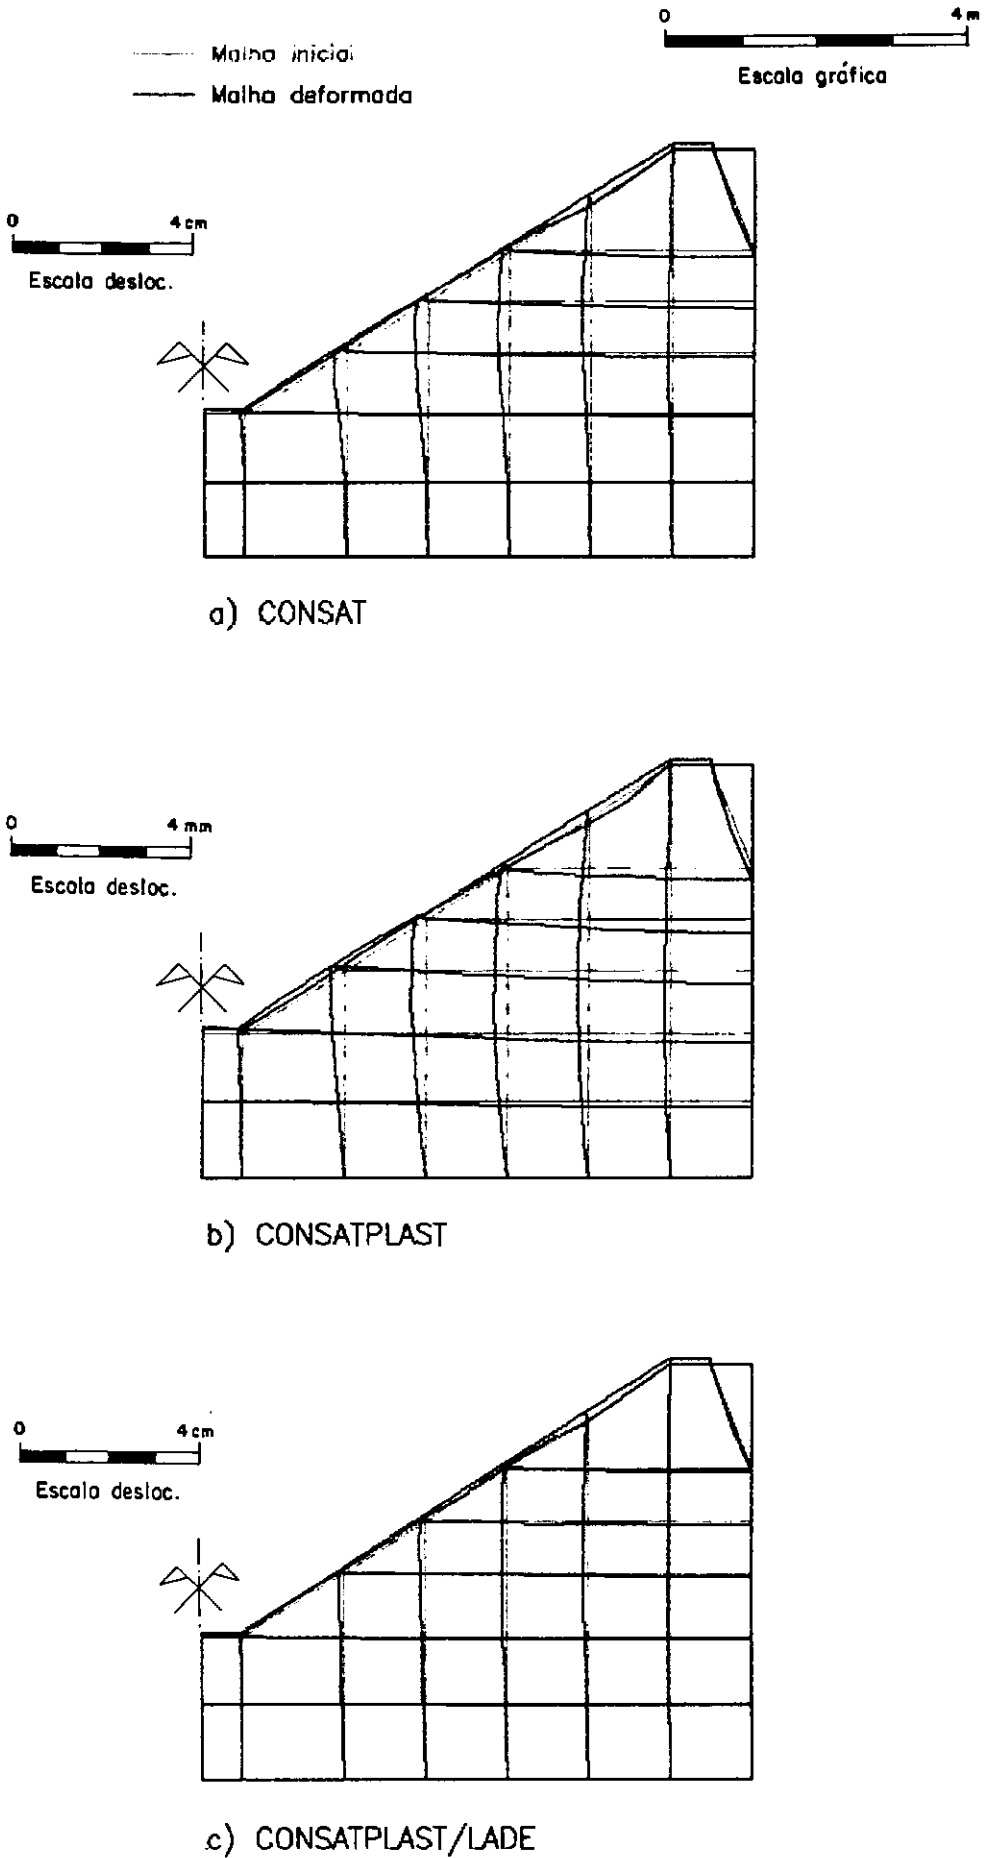 0 4 m
Escala gráfica
Malha inicial
Malha deformada
0 4 cm
Escala desloc.
a) CONSAT
0 4 mm
Escala desloc.
b) CONSATPLAST
0 4 cm
Escala desloc.
c) CONSATPLAST/LADE